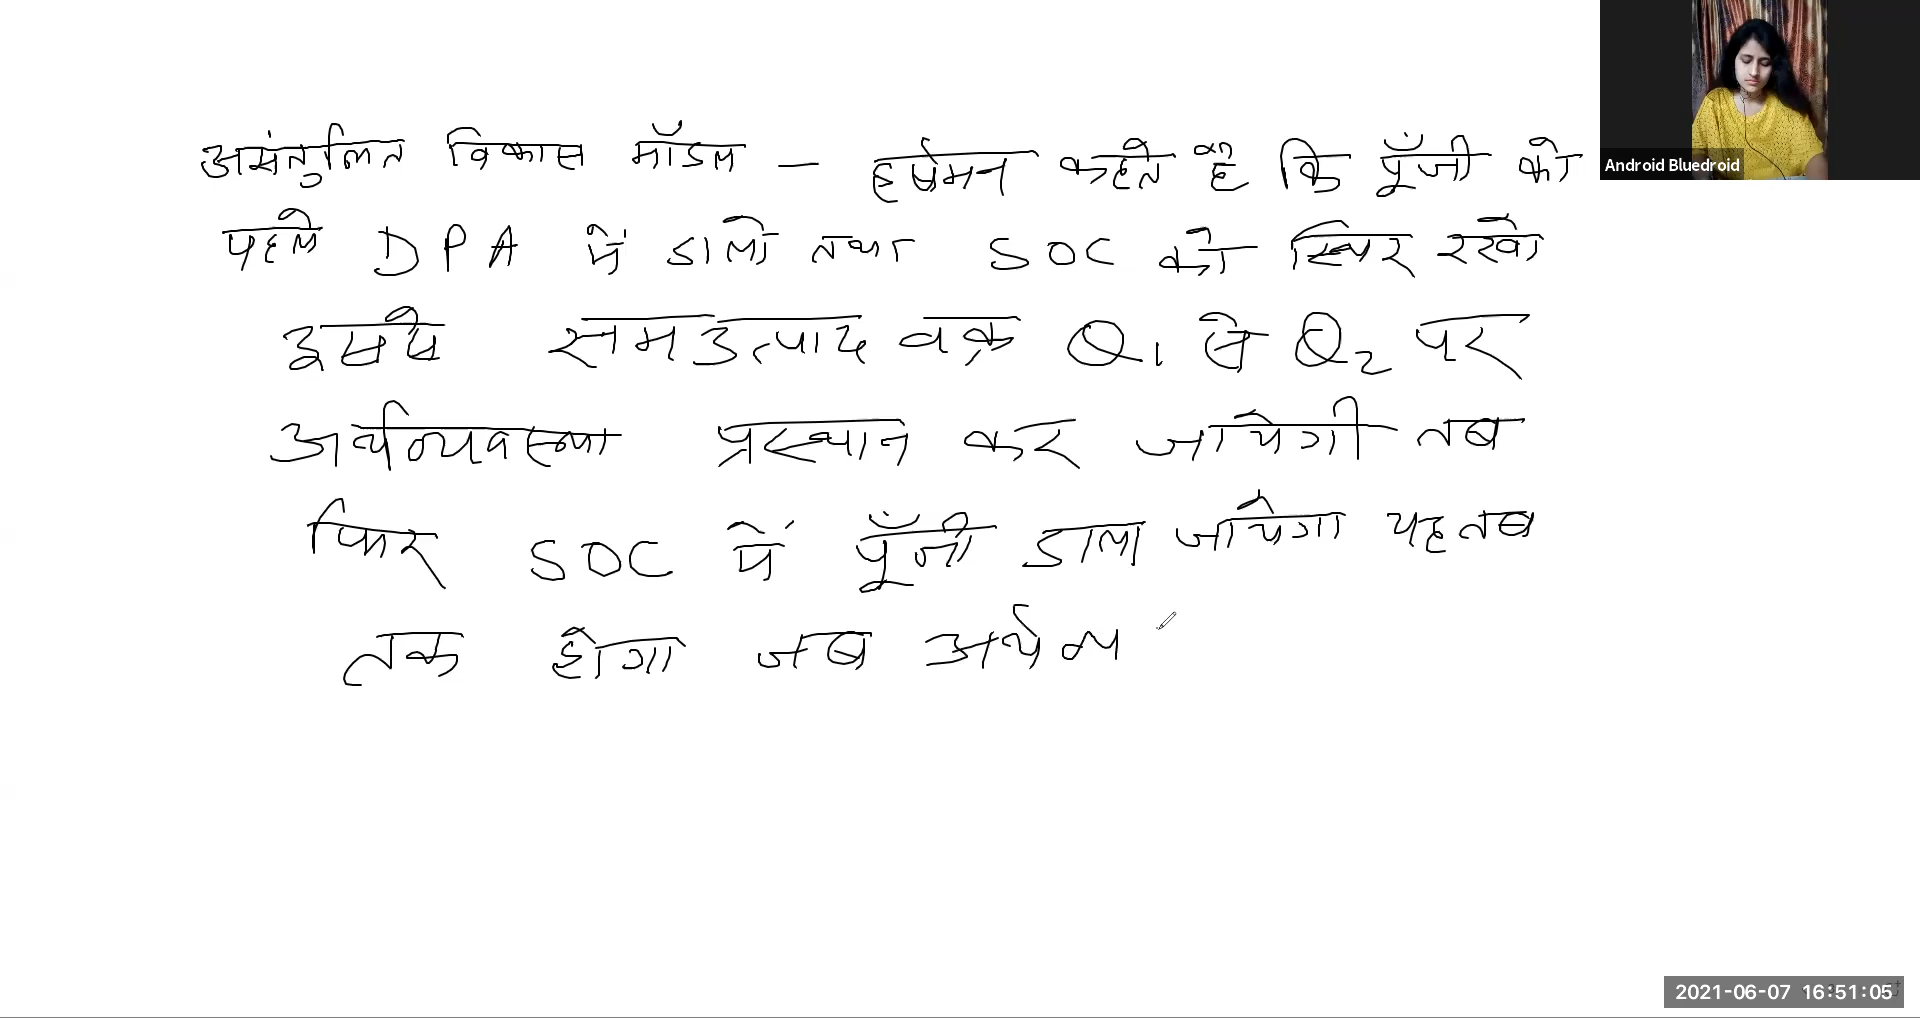 असंतुलित विकास मॉडल – हर्षमन कहते हैं कि पूँजी को
पहले DPA में डालो तथा SOC को स्थिर रखो
इससे समउत्पाद वक्र Q1 से Q2 पर
अर्थव्यवस्था प्रस्थान कर जायेगी तब
फिर SOC में पूँजी डाला जायेगा यह तब
तक होगा जब अर्थव्य
Android Bluedroid
2021-06-07 16:51:05